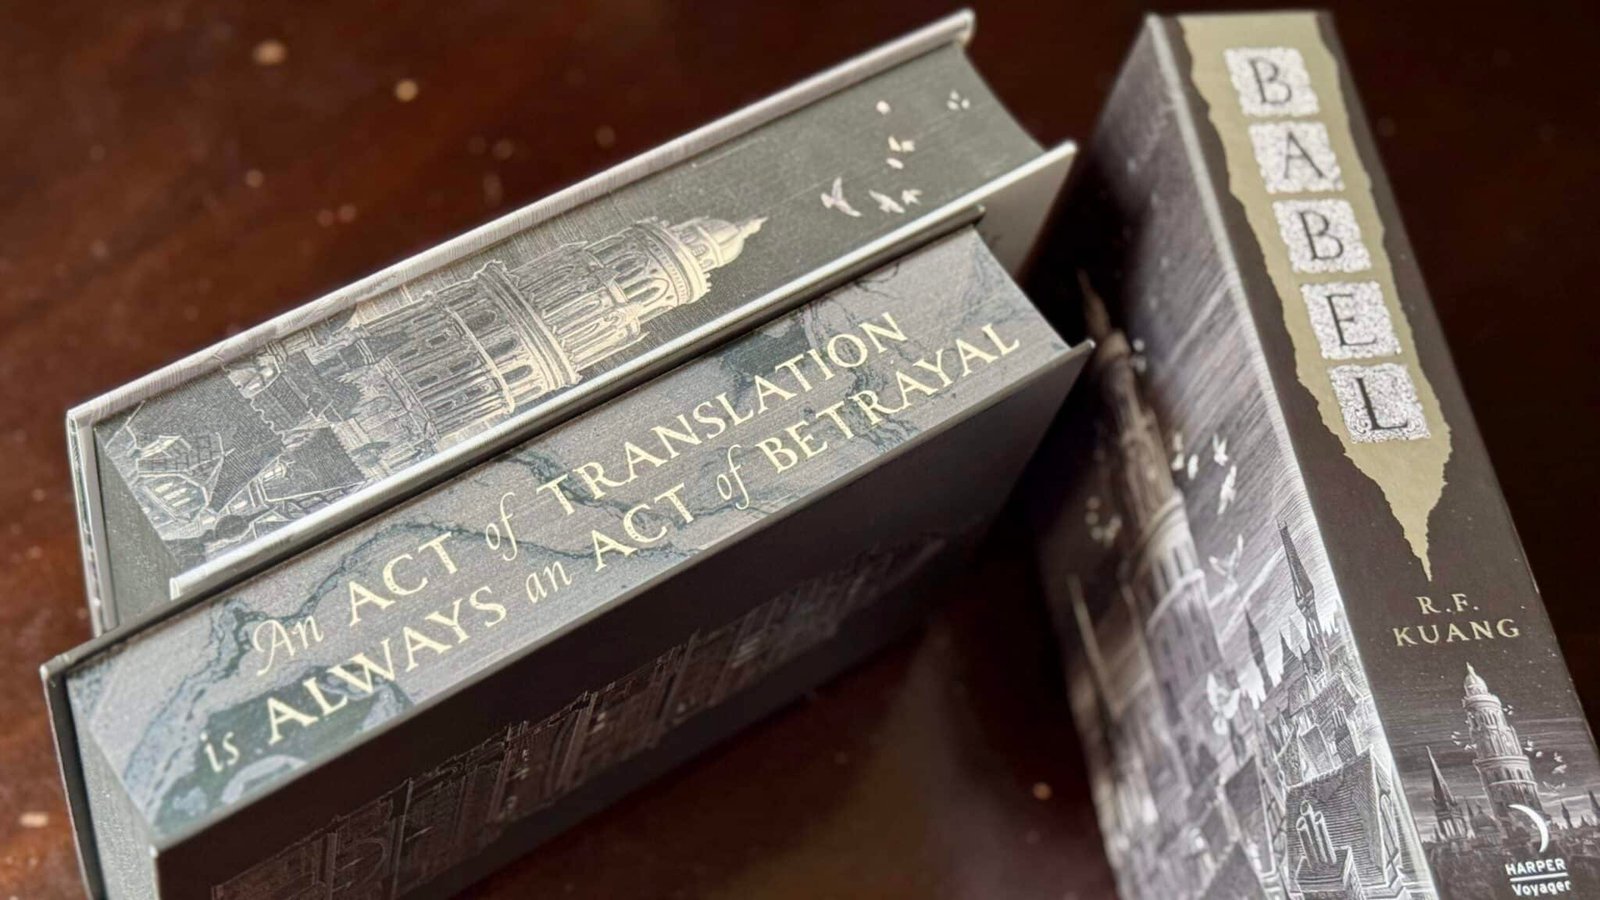 An ACT of TRANSLATION
is ALWAYS an ACT of BETRAYAL
BABEL
R.F.
KUANG
HARPER
Voyager